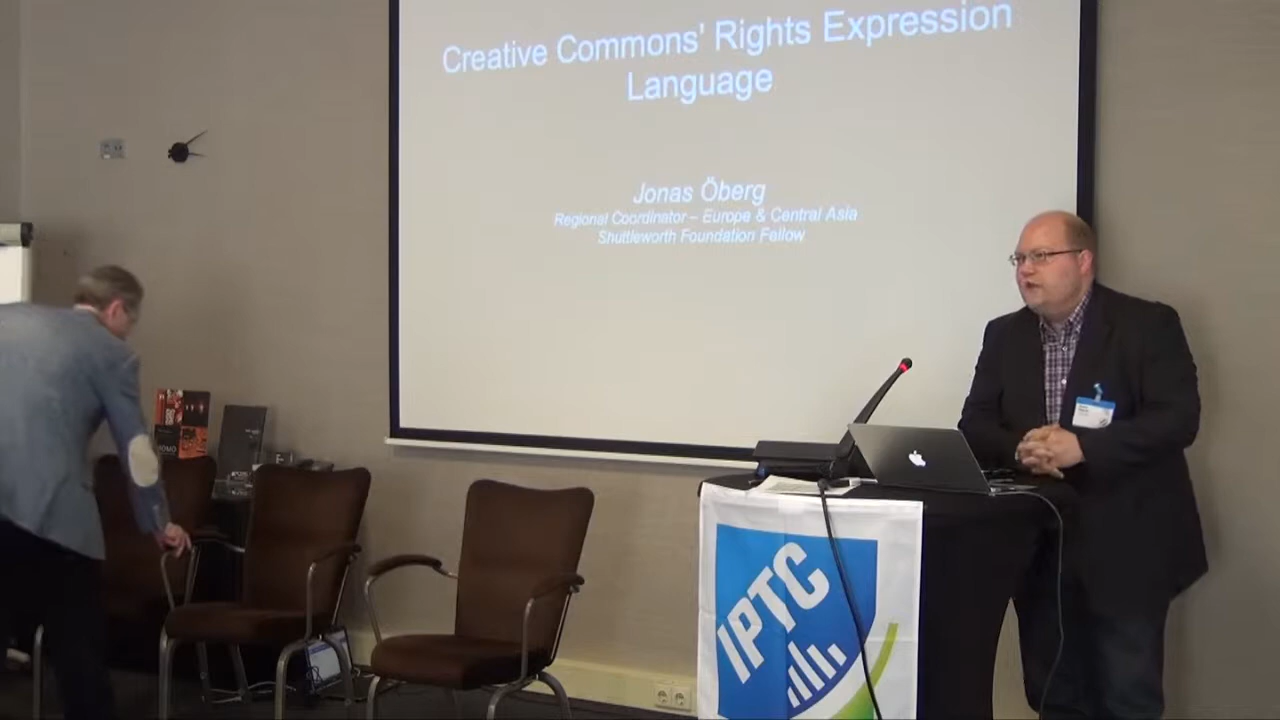 Creative Commons' Rights Expression
Language
Jonas Öberg
Regional Coordinator – Europe & Central Asia
Shuttleworth Foundation Fellow
IPTC